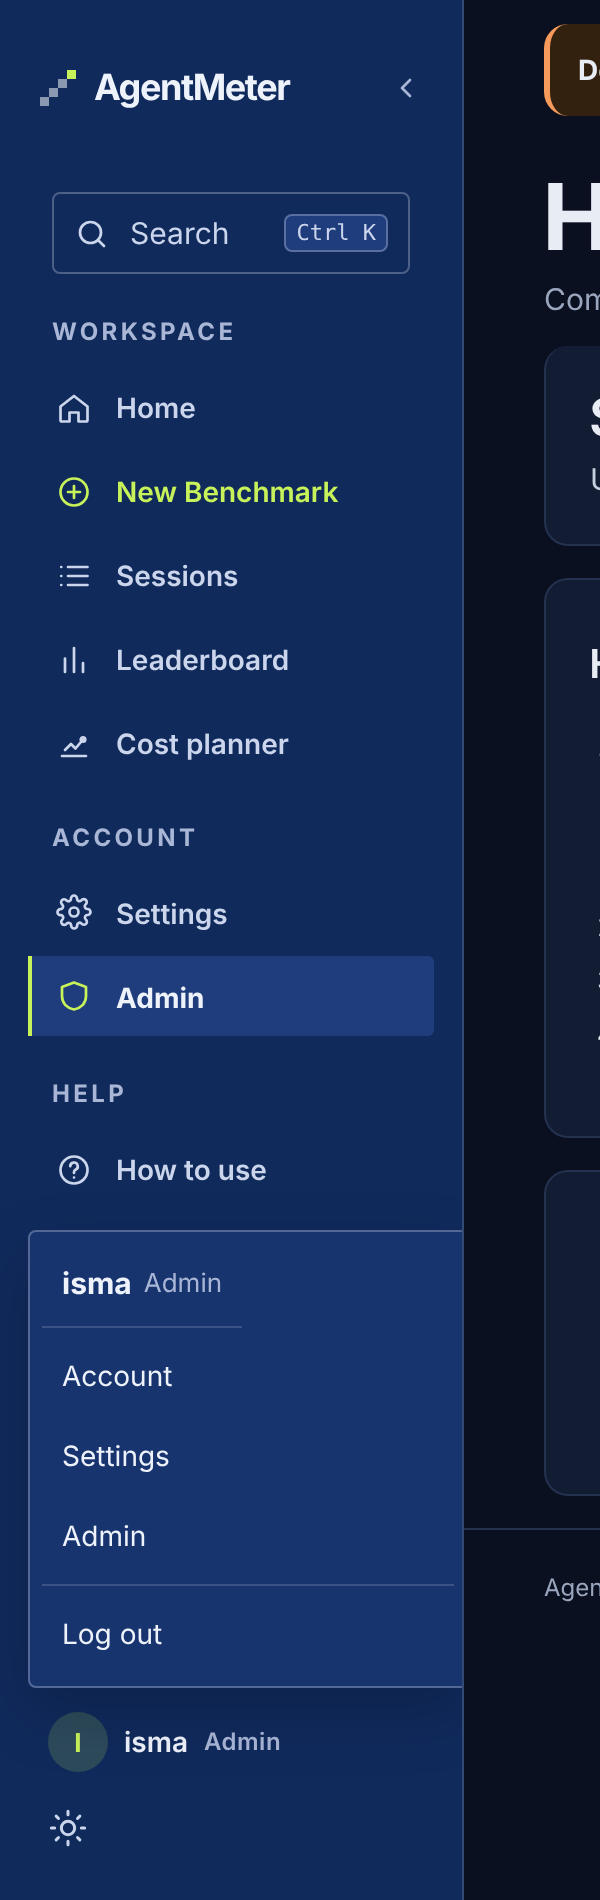 AgentMeter
Search Ctrl K
WORKSPACE
Home
New Benchmark
Sessions
Leaderboard
Cost planner
ACCOUNT
Settings
Admin
HELP
How to use
isma Admin
Account
Settings
Admin
Log out
I isma Admin